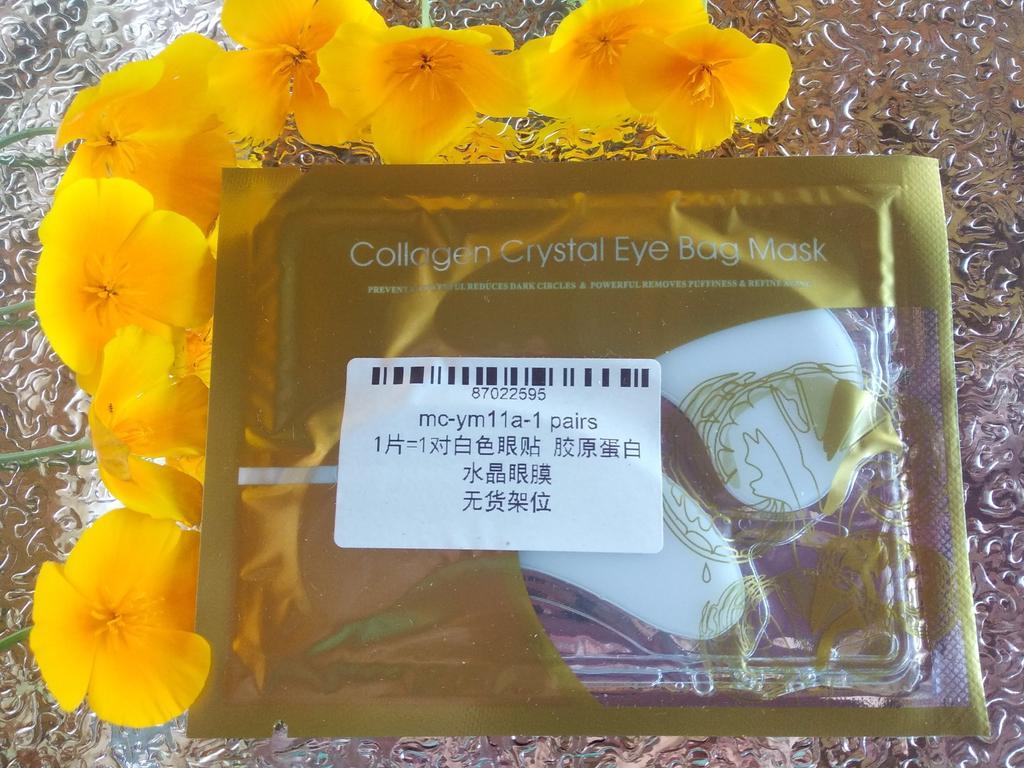 Collagen Crystal Eye Bag Mask
REDUCES DARK CIRCLES & POWERFUL REMOVES PUFFINESS & REFINE
87022595
mc-ym11a-1 pairs
1片=1对白色眼贴 胶原蛋白
水晶眼膜
无货架位